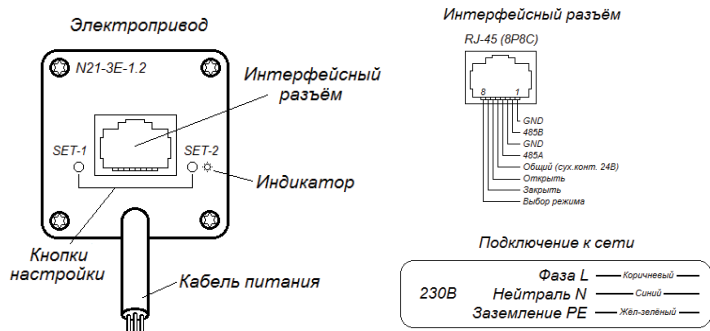 Электропривод
N21-3E-1.2
Интерфейсный
разъём
SET-1
SET-2
Индикатор
Кнопки
настройки
Кабель питания
Интерфейсный разъём
RJ-45 (8P8C)
8 1
GND
485B
GND
485A
Общий (сух.конт. 24В)
Открыть
Закрыть
Выбор режима
Подключение к сети
230В
Фаза L Коричневый
Нейтраль N Синий
Заземление PE Жёл-зелёный